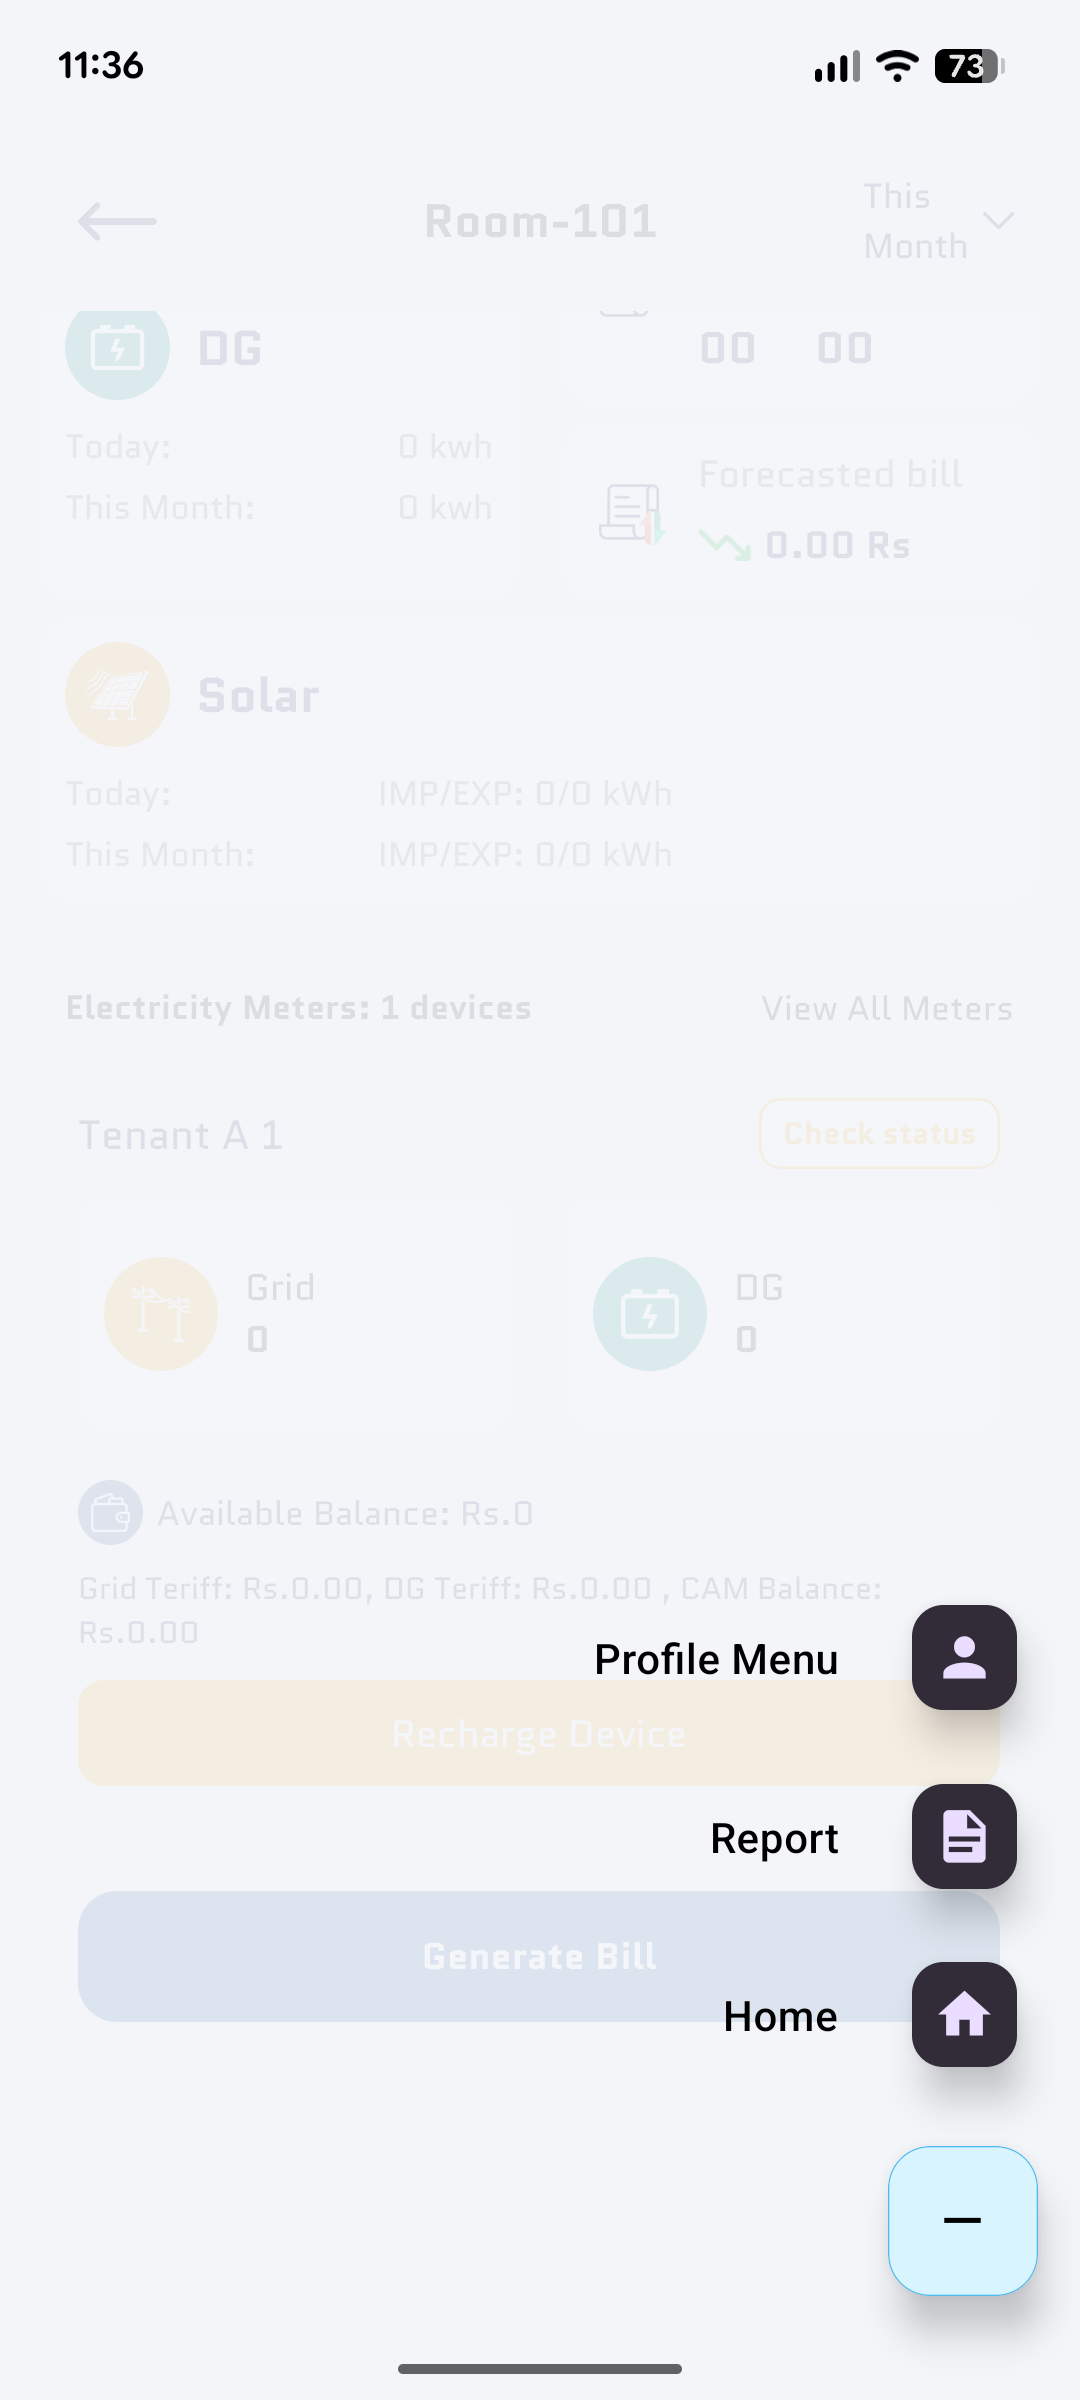 11:36
73
Room-101
This
Month
DG
00 00
Today: 0 kwh
This Month: 0 kwh
Forecasted bill
0.00 Rs
Solar
Today: IMP/EXP: 0/0 kWh
This Month: IMP/EXP: 0/0 kWh
Electricity Meters: 1 devices
View All Meters
Tenant A 1
Check status
Grid
0
DG
0
Available Balance: Rs.0
Grid Teriff: Rs.0.00, DG Teriff: Rs.0.00 , CAM Balance:
Rs.0.00
Profile Menu
Recharge Device
Report
Generate Bill
Home